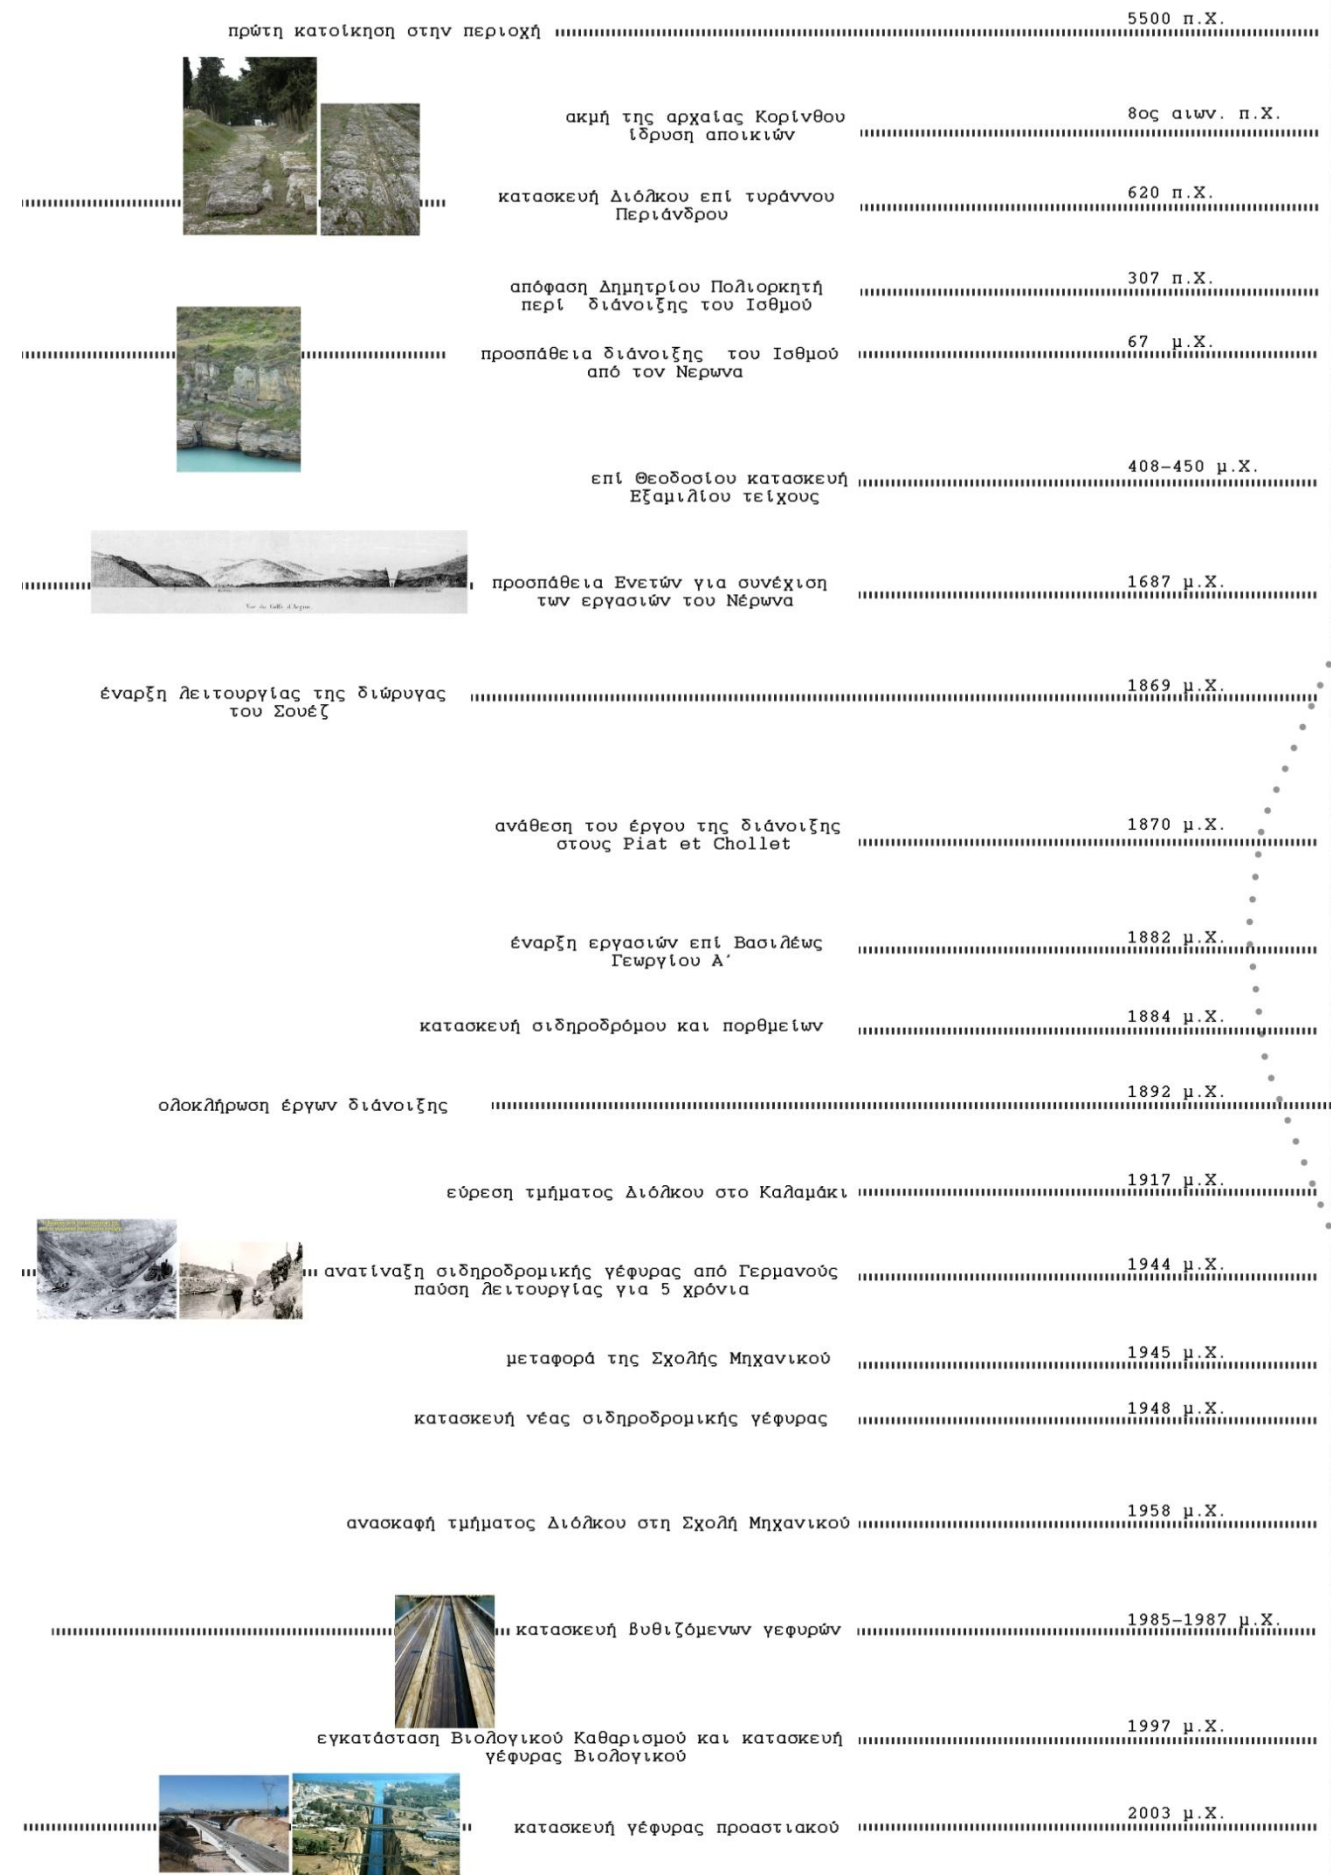 5500 π.Χ.
πρώτη κατοίκηση στην περιοχή
8ος αιων. π.Χ.
ακμή της αρχαίας Κορίνθου
ίδρυση αποικιών
620 π.Χ.
κατασκευή Διόλκου επί τυράννου
Περιάνδρου
307 π.Χ.
απόφαση Δημητρίου Πολιορκητή
περί διάνοιξης του Ισθμού
67 μ.Χ.
προσπάθεια διάνοιξης του Ισθμού
από τον Νερωνα
408-450 μ.Χ.
επί Θεοδοσίου κατασκευή
Εξαμιλίου τείχους
1687 μ.Χ.
προσπάθεια Ενετών για συνέχιση
των εργασιών του Νέρωνα
1869 μ.Χ.
έναρξη λειτουργίας της διώρυγας
του Σουέζ
1870 μ.Χ.
ανάθεση του έργου της διάνοιξης
στους Piat et Chollet
1882 μ.Χ.
έναρξη εργασιών επί Βασιλέως
Γεωργίου Α΄
1884 μ.Χ.
κατασκευή σιδηροδρόμου και πορθμείων
1892 μ.Χ.
ολοκλήρωση έργων διάνοιξης
1917 μ.Χ.
εύρεση τμήματος Διόλκου στο Καλαμάκι
1944 μ.Χ.
ανατίναξη σιδηροδρομικής γέφυρας από Γερμανούς
παύση λειτουργίας για 5 χρόνια
1945 μ.Χ.
μεταφορά της Σχολής Μηχανικού
1948 μ.Χ.
κατασκευή νέας σιδηροδρομικής γέφυρας
1958 μ.Χ.
ανασκαφή τμήματος Διόλκου στη Σχολή Μηχανικού
1985-1987 μ.Χ.
κατασκευή βυθιζόμενων γεφυρών
1997 μ.Χ.
εγκατάσταση Βιολογικού Καθαρισμού και κατασκευή
γέφυρας Βιολογικού
2003 μ.Χ.
κατασκευή γέφυρας προαστιακού